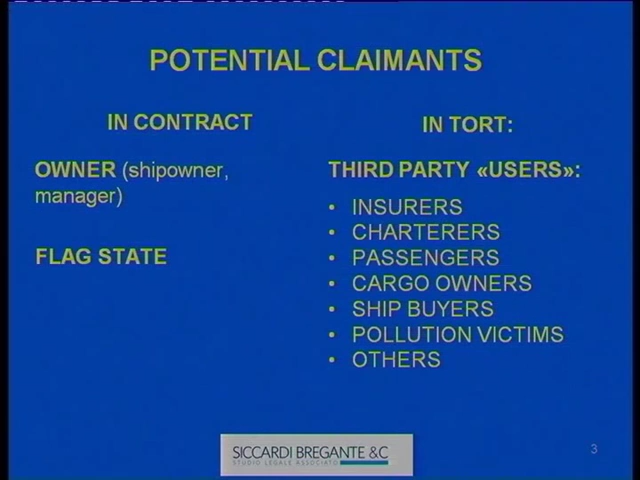 POTENTIAL CLAIMANTS
IN CONTRACT
OWNER (shipowner,
manager)
FLAG STATE
IN TORT:
THIRD PARTY «USERS»:
• INSURERS
• CHARTERERS
• PASSENGERS
• CARGO OWNERS
• SHIP BUYERS
• POLLUTION VICTIMS
• OTHERS
SICCARDI BREGANTE &C
STUDIO LEGALE ASSOCIATO
3